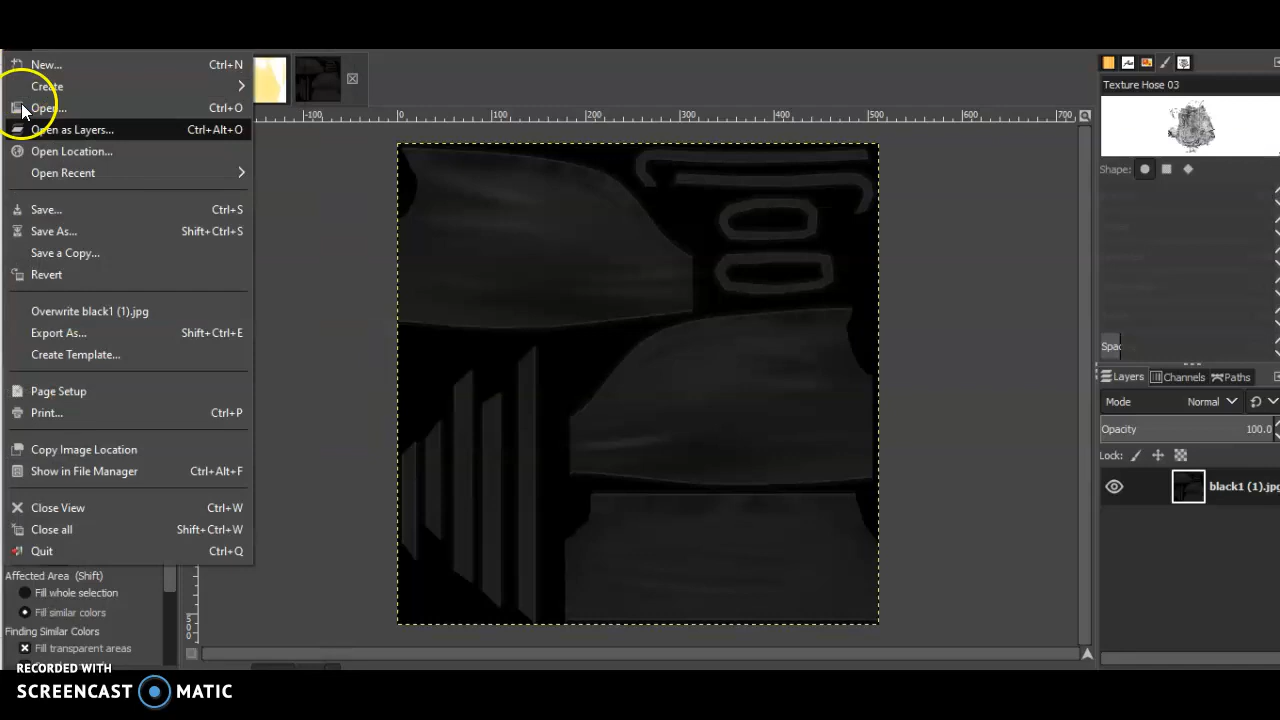 New... Ctrl+N
Create
Open... Ctrl+O
Open as Layers... Ctrl+Alt+O
Open Location...
Open Recent
Save... Ctrl+S
Save As... Shift+Ctrl+S
Save a Copy...
Revert
Overwrite black1 (1).jpg
Export As... Shift+Ctrl+E
Create Template...
Page Setup
Print... Ctrl+P
Copy Image Location
Show in File Manager Ctrl+Alt+F
Close View Ctrl+W
Close all Shift+Ctrl+W
Quit Ctrl+Q
Affected Area (Shift)
Fill whole selection
Fill similar colors
Finding Similar Colors
Fill transparent areas
-100 0 100 200 300 400 500 600 700
500
Texture Hose 03
Shape:
Spac
Layers Channels Paths
Mode Normal
Opacity 100.0
Lock:
black1 (1).jpg
RECORDED WITH
SCREENCAST MATIC